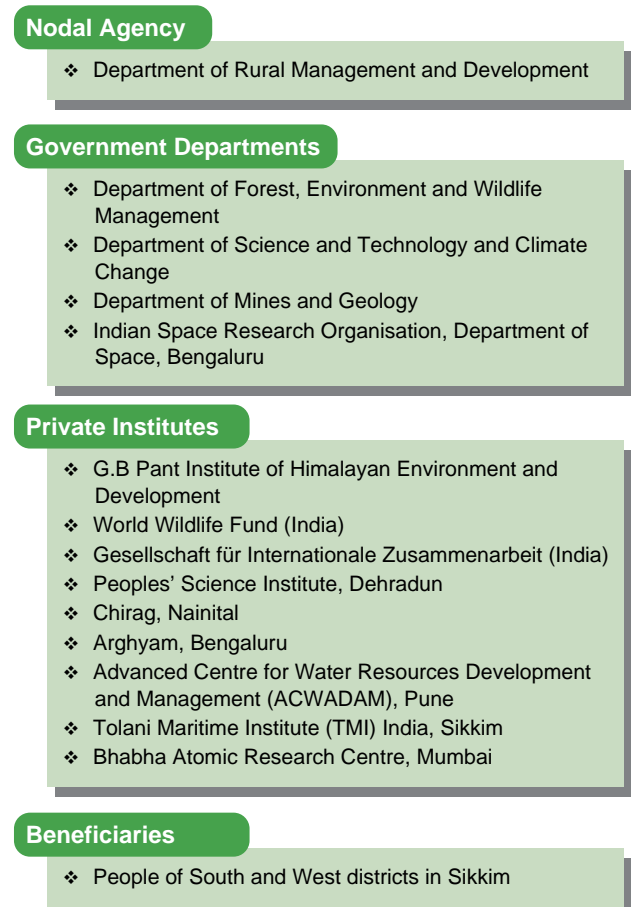 Nodal Agency
❖ Department of Rural Management and Development
Government Departments
❖ Department of Forest, Environment and Wildlife
Management
❖ Department of Science and Technology and Climate
Change
❖ Department of Mines and Geology
❖ Indian Space Research Organisation, Department of
Space, Bengaluru
Private Institutes
❖ G.B Pant Institute of Himalayan Environment and
Development
❖ World Wildlife Fund (India)
❖ Gesellschaft für Internationale Zusammenarbeit (India)
❖ Peoples’ Science Institute, Dehradun
❖ Chirag, Nainital
❖ Arghyam, Bengaluru
❖ Advanced Centre for Water Resources Development
and Management (ACWADAM), Pune
❖ Tolani Maritime Institute (TMI) India, Sikkim
❖ Bhabha Atomic Research Centre, Mumbai
Beneficiaries
❖ People of South and West districts in Sikkim